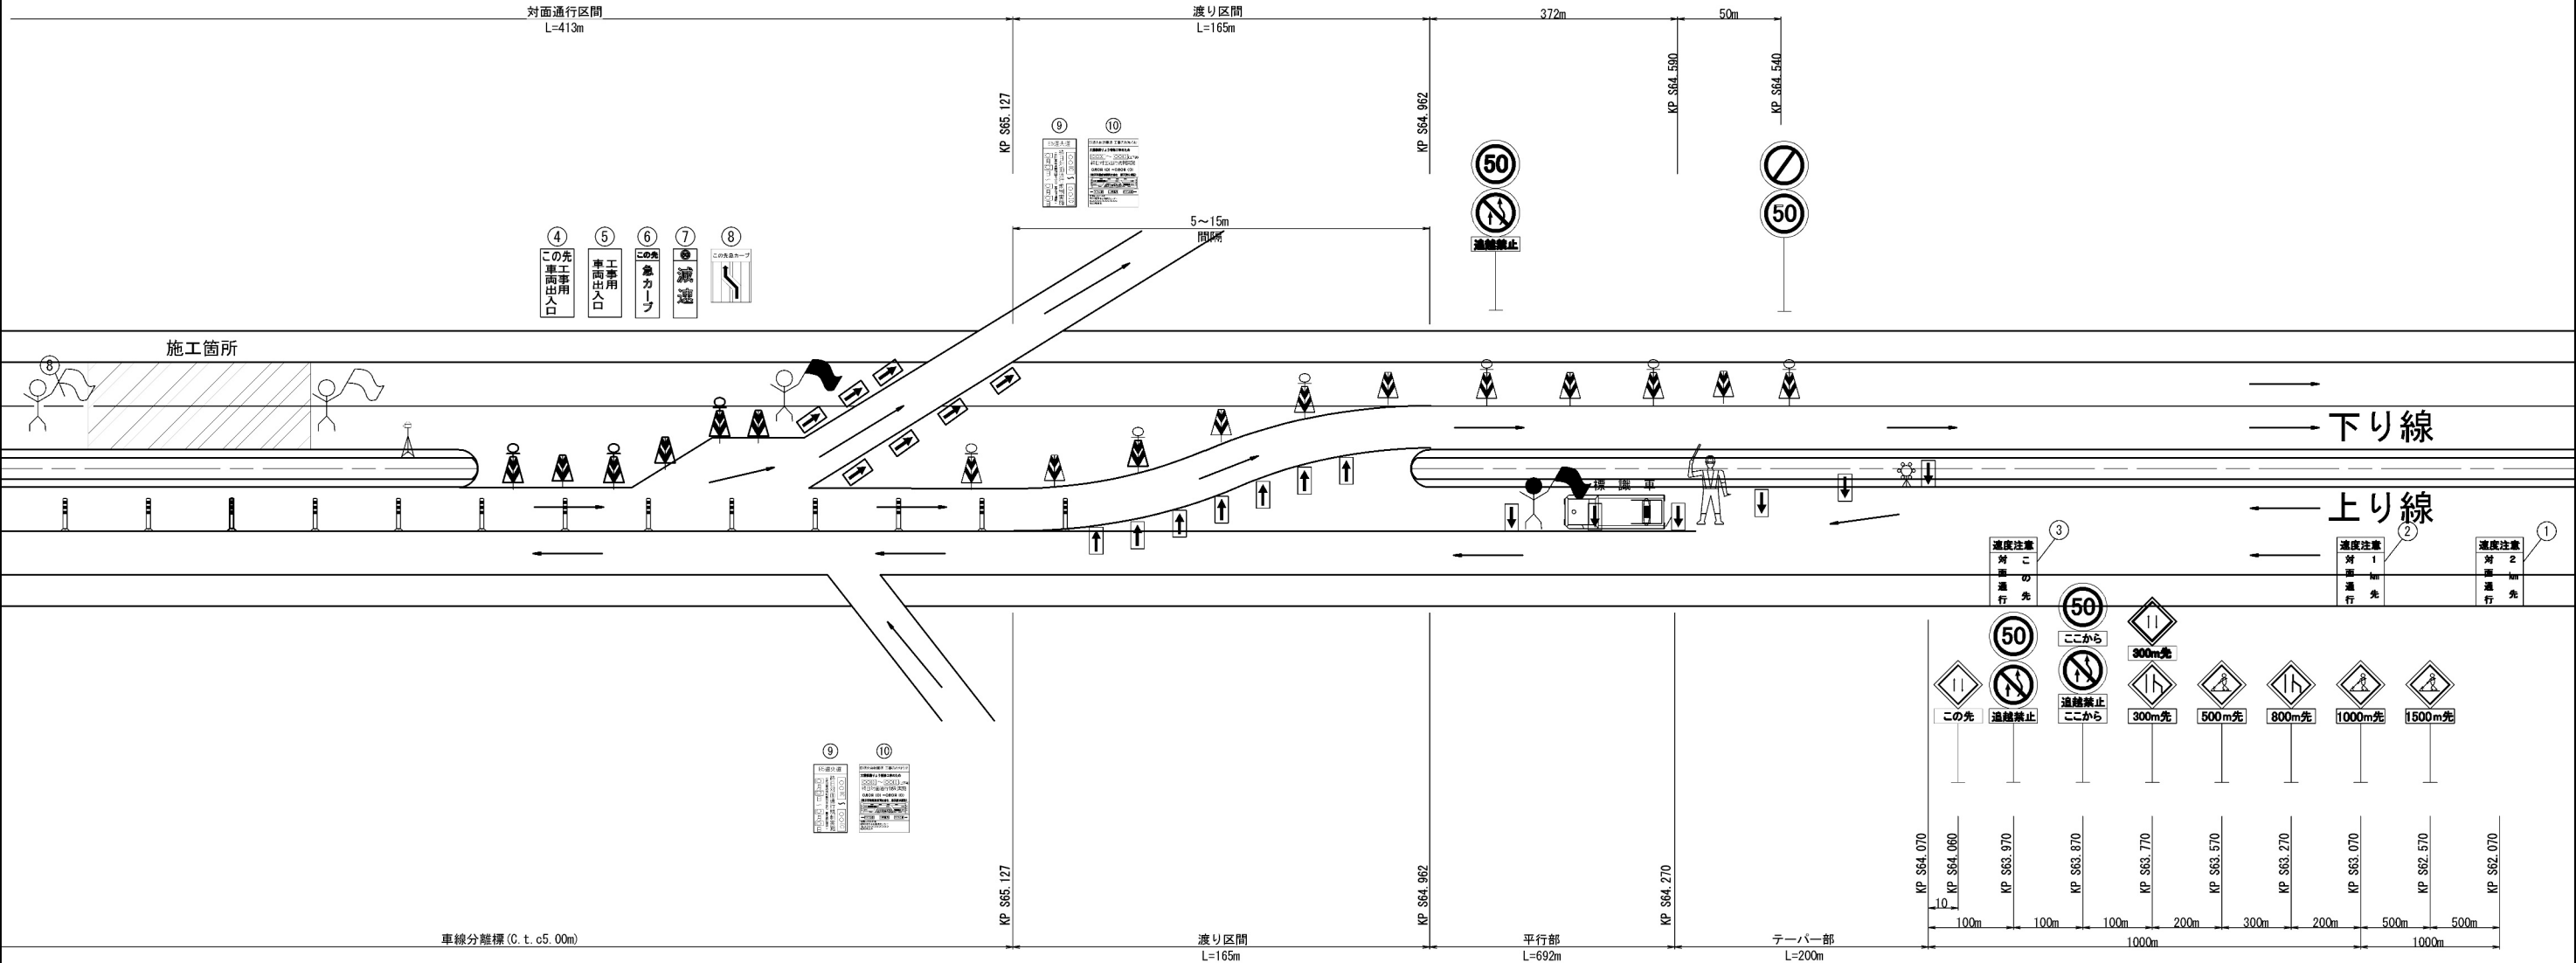 対面通行区間
L=413m
渡り区間
L=165m
372m
50m
KP S65.127
KP S64.962
KP S64.590
KP S64.540
⑨
⑩
50
追越禁止
50
5～15m
間隔
④
この先
工事用
車両出入口
⑤
工事用
車両出入口
⑥
この先
急カーブ
⑦
減速
⑧
この先急カーブ
施工箇所
⑧
下り線
標識車
上り線
③
速度注意
この先
対面通行
②
速度注意
1km先
対面通行
①
速度注意
2km先
対面通行
50
追越禁止
50
ここから
追越禁止
ここから
300m先
この先
300m先
500m先
800m先
1000m先
1500m先
⑨
⑩
KP S65.127
KP S64.962
KP S64.270
KP S64.070
KP S64.060
KP S63.970
KP S63.870
KP S63.770
KP S63.570
KP S63.270
KP S63.070
KP S62.570
KP S62.070
10
100m
100m
100m
200m
300m
200m
500m
500m
車線分離標(C.t.c5.00m)
渡り区間
L=165m
平行部
L=692m
テーパー部
L=200m
1000m
1000m